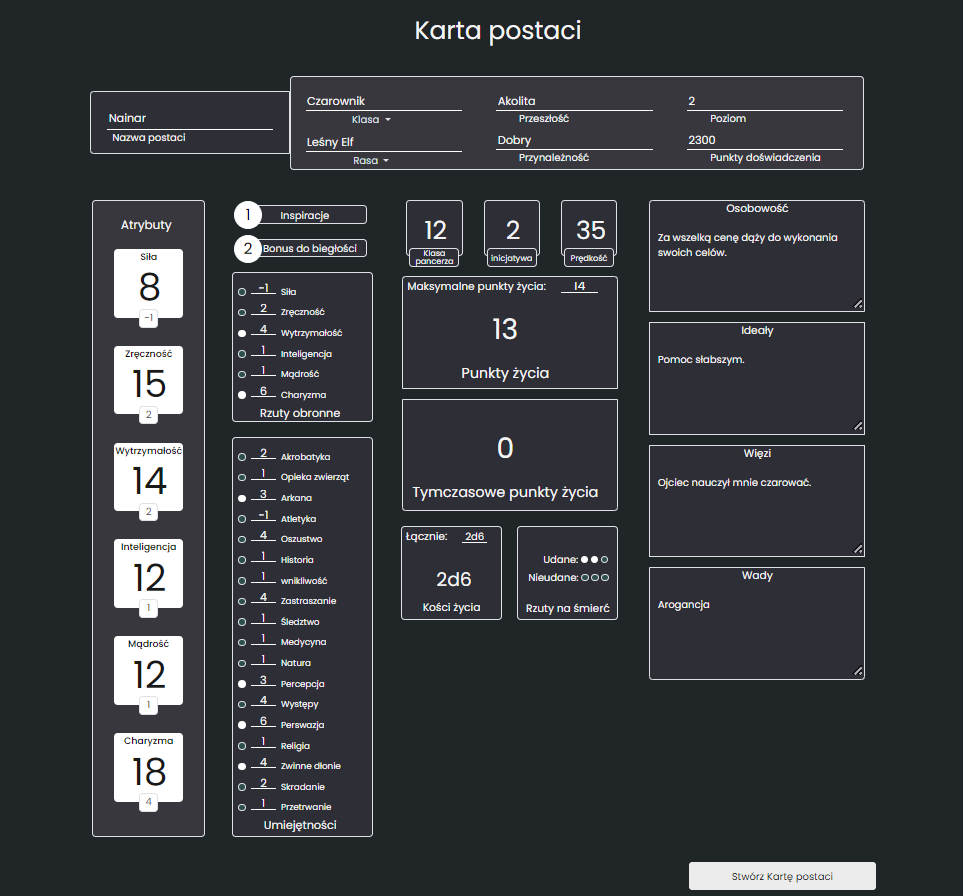 Karta postaci
Nainar
Nazwa postaci
Czarownik
Klasa
Akolita
Przeszłość
2
Poziom
Leśny Elf
Rasa
Dobry
Przynależność
2300
Punkty doświadczenia
Atrybuty
Siła
8
-1
Zręczność
15
2
Wytrzymałość
14
2
Inteligencja
12
1
Mądrość
12
1
Charyzma
18
4
1 Inspiracje
2 Bonus do biegłości
-1 Siła
2 Zręczność
4 Wytrzymałość
1 Inteligencja
1 Mądrość
6 Charyzma
Rzuty obronne
2 Akrobatyka
1 Opieka zwierząt
3 Arkana
-1 Atletyka
4 Oszustwo
1 Historia
1 wnikliwość
4 Zastraszanie
1 Śledztwo
1 Medycyna
1 Natura
3 Percepcja
4 Występy
6 Perswazja
1 Religia
4 Zwinne dłonie
2 Skradanie
1 Przetrwanie
Umiejętności
12
Klasa
pancerza
2
inicjatywa
35
Prędkość
Maksymalne punkty życia: 14
13
Punkty życia
0
Tymczasowe punkty życia
Łącznie: 2d6
2d6
Kości życia
Udane:
Nieudane:
Rzuty na śmierć
Osobowość
Za wszelką cenę dąży do wykonania
swoich celów.
Ideały
Pomoc słabszym.
Więzi
Ojciec nauczył mnie czarować.
Wady
Arogancja
Stwórz Kartę postaci